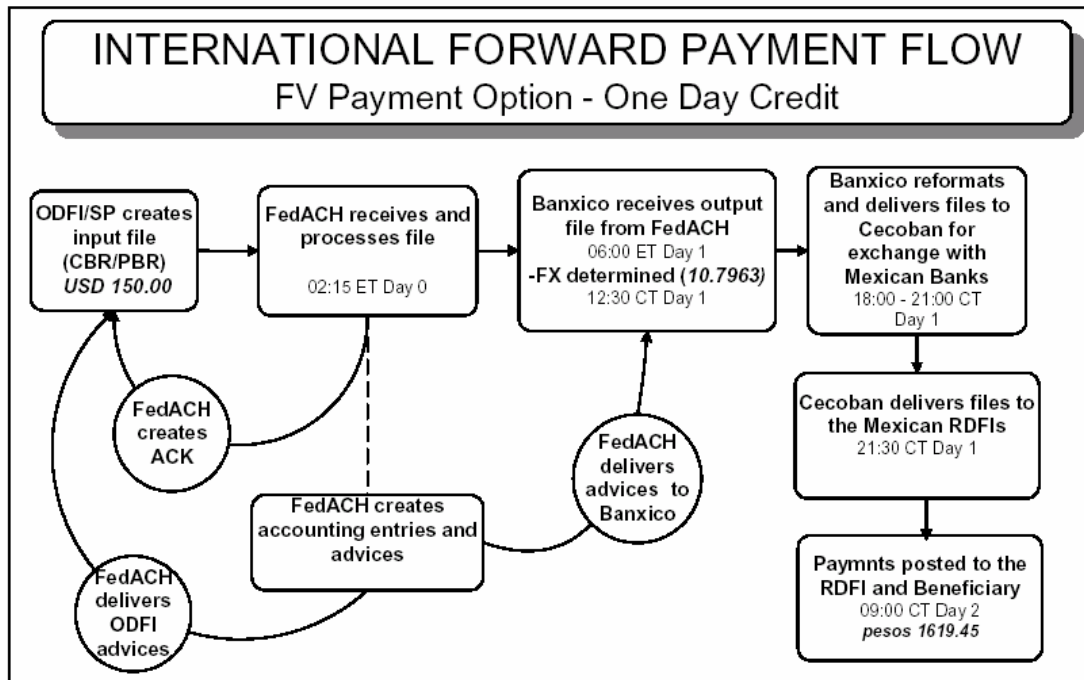 INTERNATIONAL FORWARD PAYMENT FLOW
FV Payment Option - One Day Credit
ODFI/SP creates
input file
(CBR/PBR)
USD 150.00
FedACH receives and
processes file
02:15 ET Day 0
Banxico receives output
file from FedACH
06:00 ET Day 1
-FX determined (10.7963)
12:30 CT Day 1
Banxico reformats
and delivers files to
Cecoban for
exchange with
Mexican Banks
18:00 - 21:00 CT
Day 1
FedACH
creates
ACK
FedACH
delivers
advices to
Banxico
Cecoban delivers files to
the Mexican RDFIs
21:30 CT Day 1
FedACH creates
accounting entries and
advices
FedACH
delivers
ODFI
advices
Paymnts posted to the
RDFI and Beneficiary
09:00 CT Day 2
pesos 1619.45